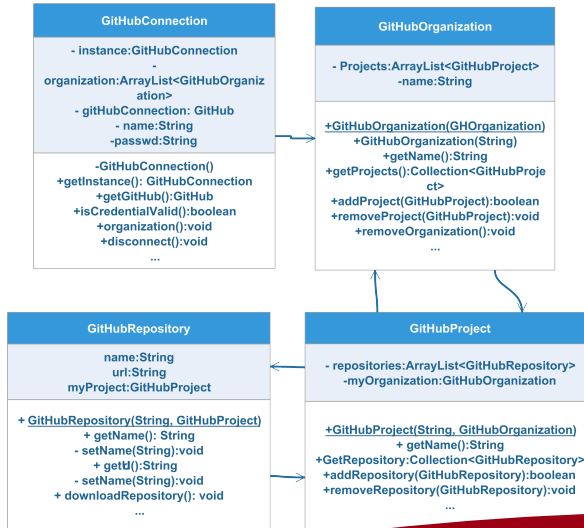 GitHubConnection
- instance:GitHubConnection
-
organization:ArrayList<GitHubOrganiz
ation>
- gitHubConnection: GitHub
- name:String
-passwd:String
-GitHubConnection()
+getInstance(): GitHubConnection
+getGitHub():GitHub
+isCredentialValid():boolean
+organization():void
+disconnect():void
...
GitHubOrganization
- Projects:ArrayList<GitHubProject>
-name:String
+GitHubOrganization(GHOrganization)
+GitHubOrganization(String)
+getName():String
+getProjects():Collection<GitHubProje
ct>
+addProject(GitHubProject):boolean
+removeProject(GitHubProject):void
+removeOrganization():void
...
GitHubRepository
name:String
url:String
myProject:GitHubProject
+ GitHubRepository(String, GitHubProject)
+ getName(): String
- setName(String):void
+ getUrl():String
- setName(String):void
+ downloadRepository(): void
...
GitHubProject
- repositories:ArrayList<GitHubRepository>
-myOrganization:GitHubOrganization
+GitHubProject(String, GitHubOrganization)
+ getName():String
+GetRepository:Collection<GitHubRepository>
+addRepository(GitHubRepository):boolean
+removeRepository(GitHubRepository):void
...